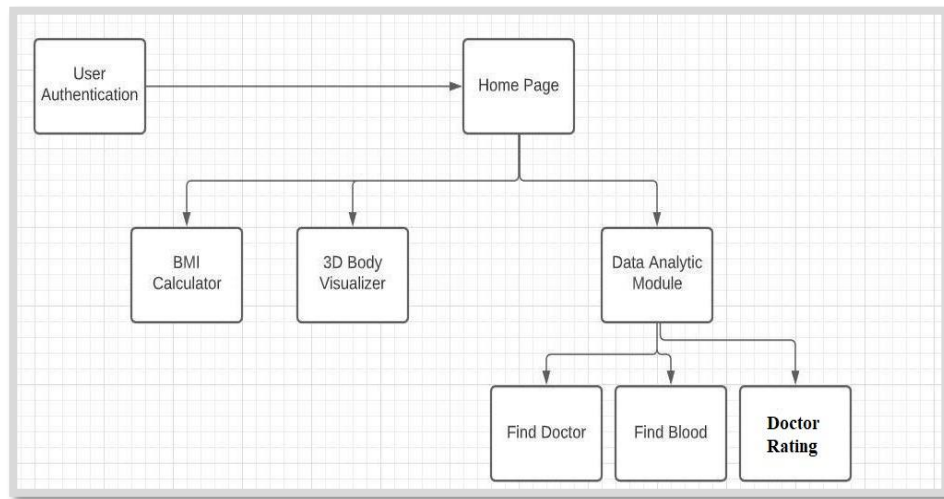 User
Authentication
Home Page
BMI
Calculator
3D Body
Visualizer
Data Analytic
Module
Find Doctor
Find Blood
Doctor
Rating